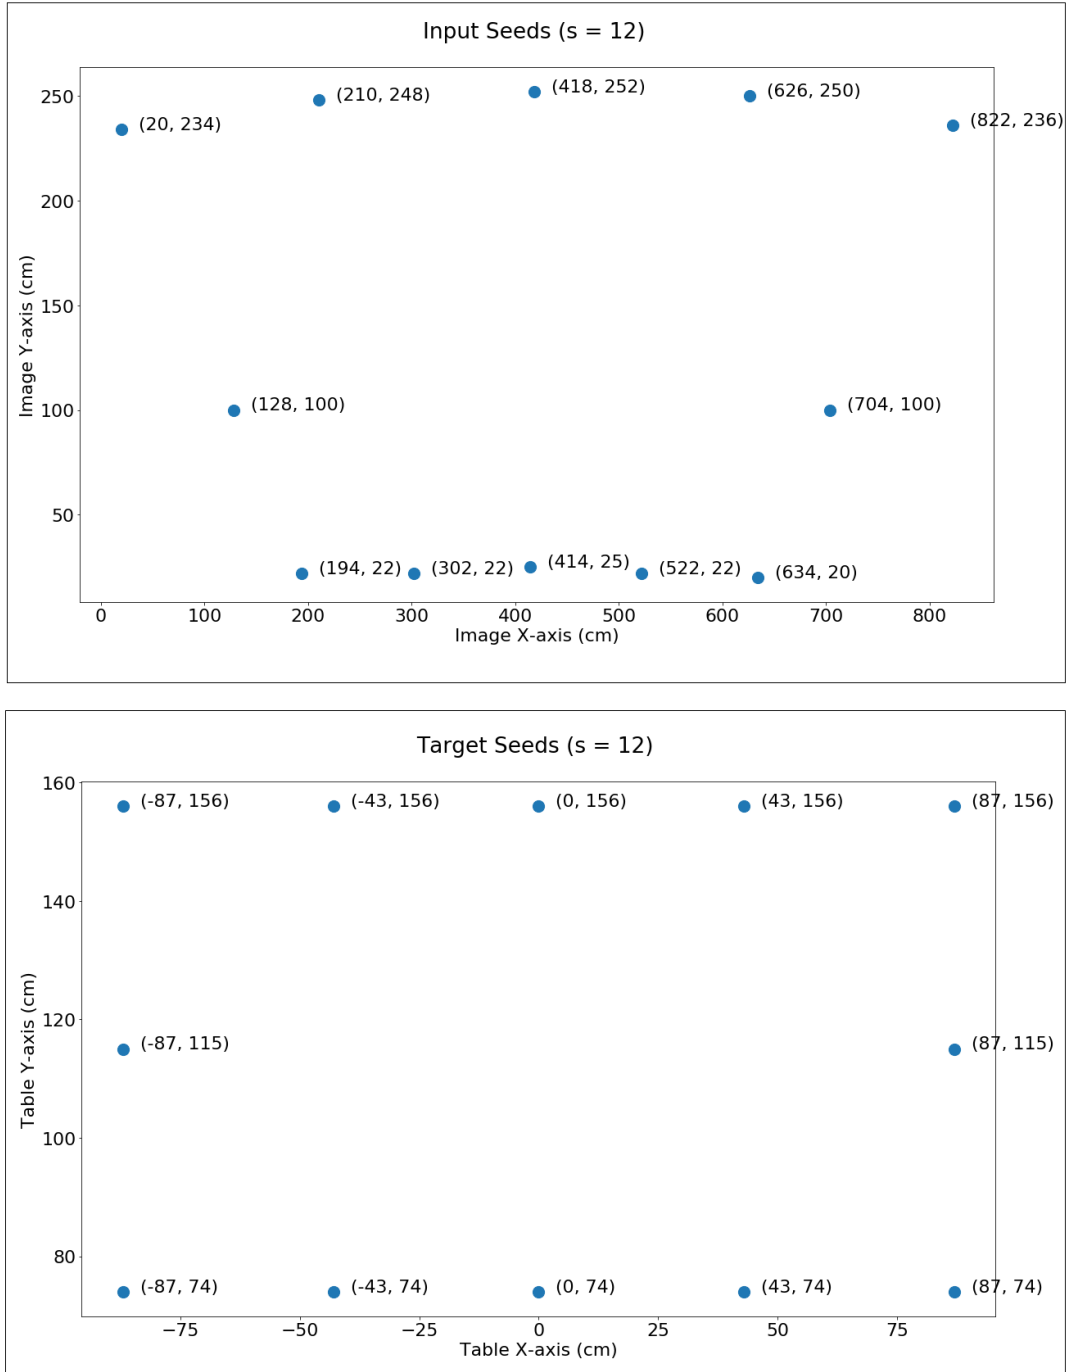 Input Seeds (s = 12)
250
(210, 248)
(418, 252)
(626, 250)
(20, 234)
(822, 236)
200
150
Image Y-axis (cm)
100
(128, 100)
(704, 100)
50
(194, 22)
(302, 22)
(414, 25)
(522, 22)
(634, 20)
0 100 200 300 400 500 600 700 800
Image X-axis (cm)
Target Seeds (s = 12)
160
(-87, 156) (-43, 156) (0, 156) (43, 156) (87, 156)
140
120
Table Y-axis (cm)
(-87, 115) (87, 115)
100
80
(-87, 74) (-43, 74) (0, 74) (43, 74) (87, 74)
−75 −50 −25 0 25 50 75
Table X-axis (cm)